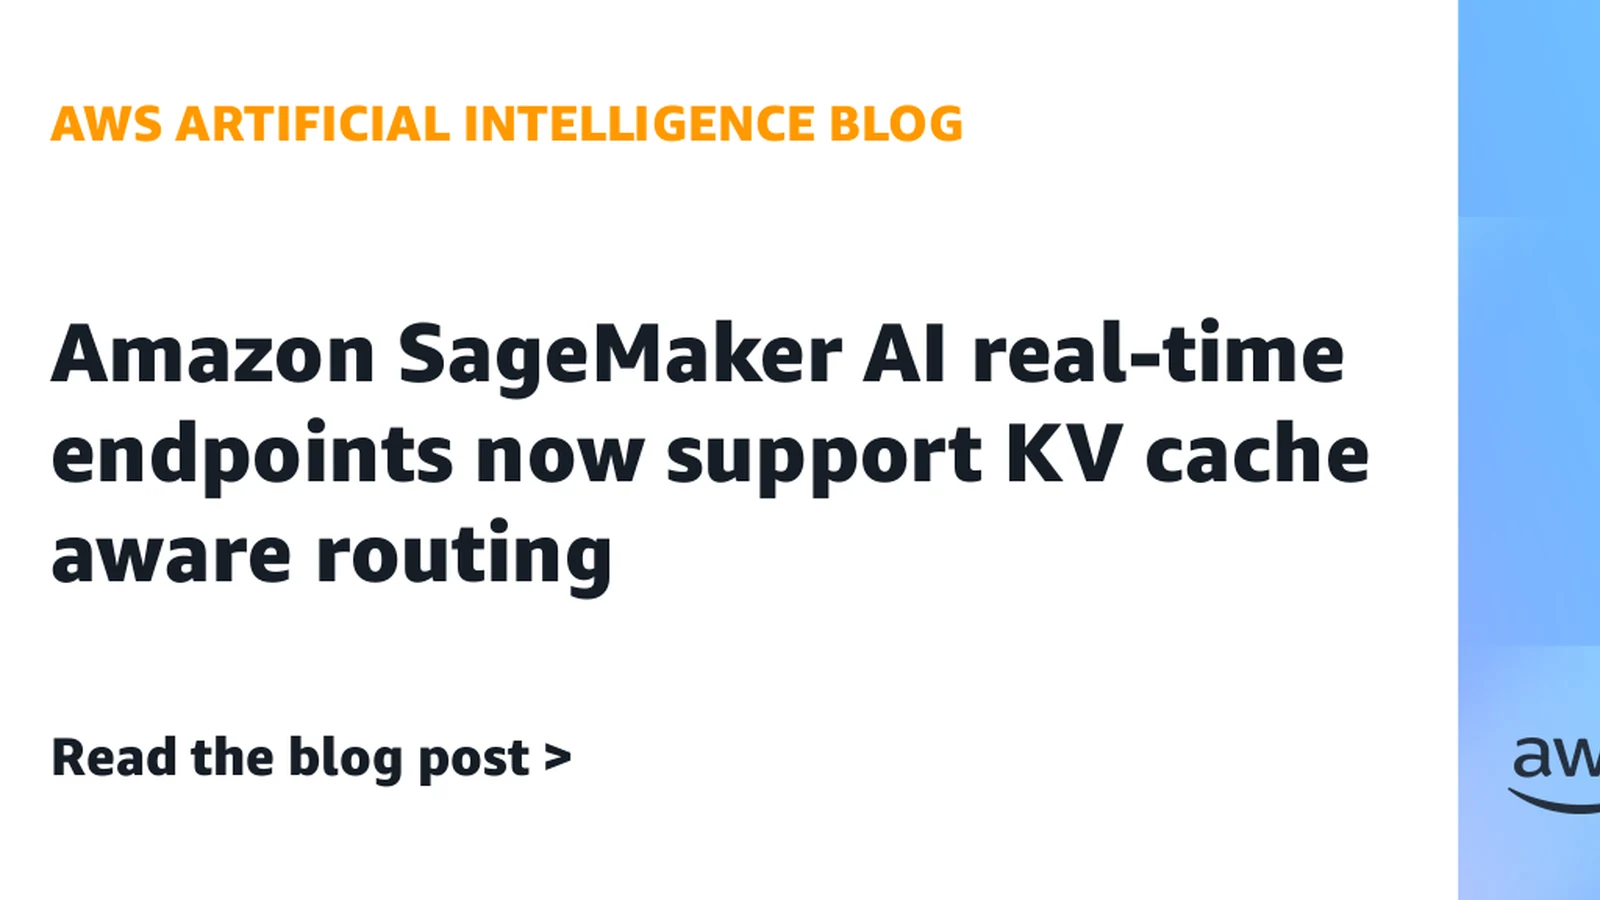 AWS ARTIFICIAL INTELLIGENCE BLOG
Amazon SageMaker AI real-time
endpoints now support KV cache
aware routing
Read the blog post >
aw